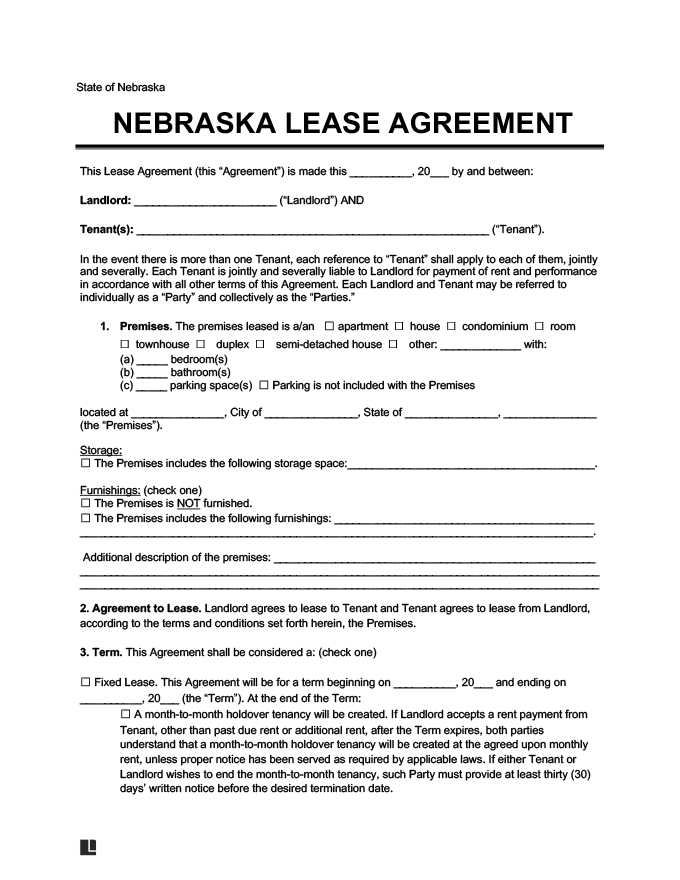 State of Nebraska
NEBRASKA LEASE AGREEMENT
This Lease Agreement (this “Agreement”) is made this __________, 20___ by and between:
Landlord: _______________________ (“Landlord”) AND
Tenant(s): _________________________________________________________ (“Tenant”).
In the event there is more than one Tenant, each reference to “Tenant” shall apply to each of them, jointly
and severally. Each Tenant is jointly and severally liable to Landlord for payment of rent and performance
in accordance with all other terms of this Agreement. Each Landlord and Tenant may be referred to
individually as a “Party” and collectively as the “Parties.”
1. Premises. The premises leased is a/an ☐ apartment ☐ house ☐ condominium ☐ room
☐ townhouse ☐ duplex ☐ semi-detached house ☐ other: _____________ with:
(a) _____ bedroom(s)
(b) _____ bathroom(s)
(c) _____ parking space(s) ☐ Parking is not included with the Premises
located at _______________, City of _______________, State of _______________, _______________
(the “Premises”).
Storage:
☐ The Premises includes the following storage space:________________________________________.
Furnishings: (check one)
☐ The Premises is NOT furnished.
☐ The Premises includes the following furnishings: __________________________________________
___________________________________________________________________________________.
Additional description of the premises: ____________________________________________________
____________________________________________________________________________________
____________________________________________________________________________________
2. Agreement to Lease. Landlord agrees to lease to Tenant and Tenant agrees to lease from Landlord,
according to the terms and conditions set forth herein, the Premises.
3. Term. This Agreement shall be considered a: (check one)
☐ Fixed Lease. This Agreement will be for a term beginning on __________, 20___ and ending on
__________, 20___ (the “Term”). At the end of the Term:
☐ A month-to-month holdover tenancy will be created. If Landlord accepts a rent payment from
Tenant, other than past due rent or additional rent, after the Term expires, both parties
understand that a month-to-month holdover tenancy will be created at the agreed upon monthly
rent, unless proper notice has been served as required by applicable laws. If either Tenant or
Landlord wishes to end the month-to-month tenancy, such Party must provide at least thirty (30)
days’ written notice before the desired termination date.